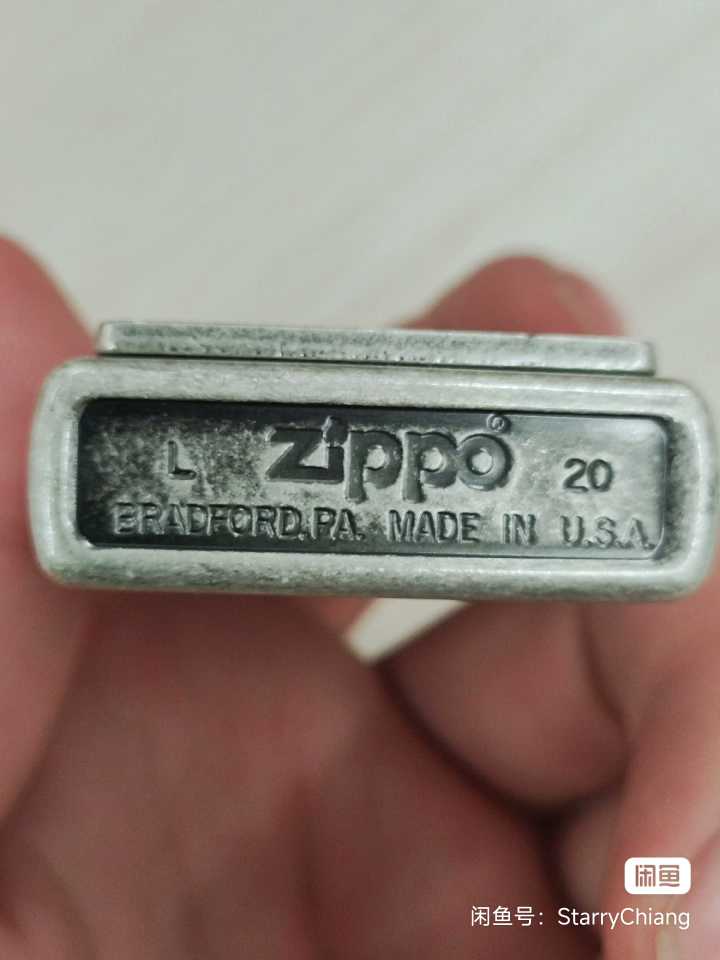 L zippo® 20
BRADFORD,PA. MADE IN U.S.A.
闲鱼
闲鱼号：StarryChiang